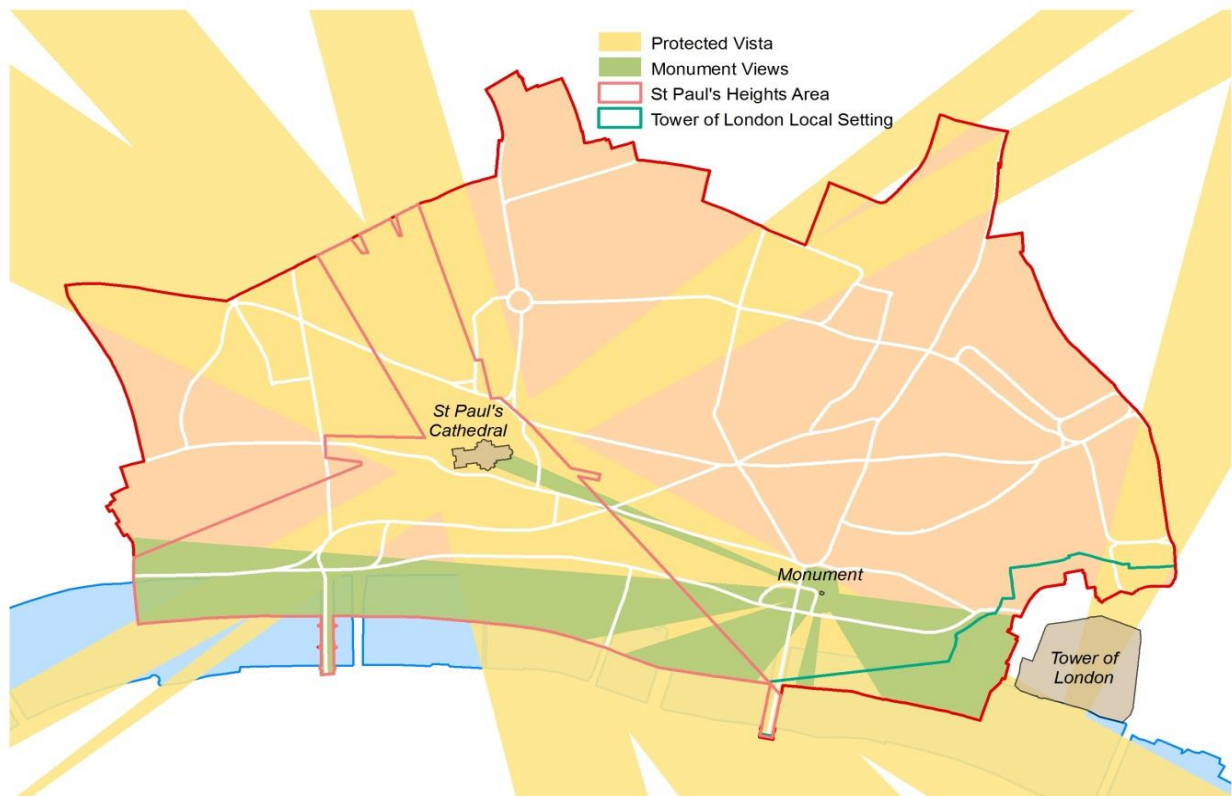 Protected Vista
Monument Views
St Paul's Heights Area
Tower of London Local Setting
St Paul's
Cathedral
Monument
Tower of
London